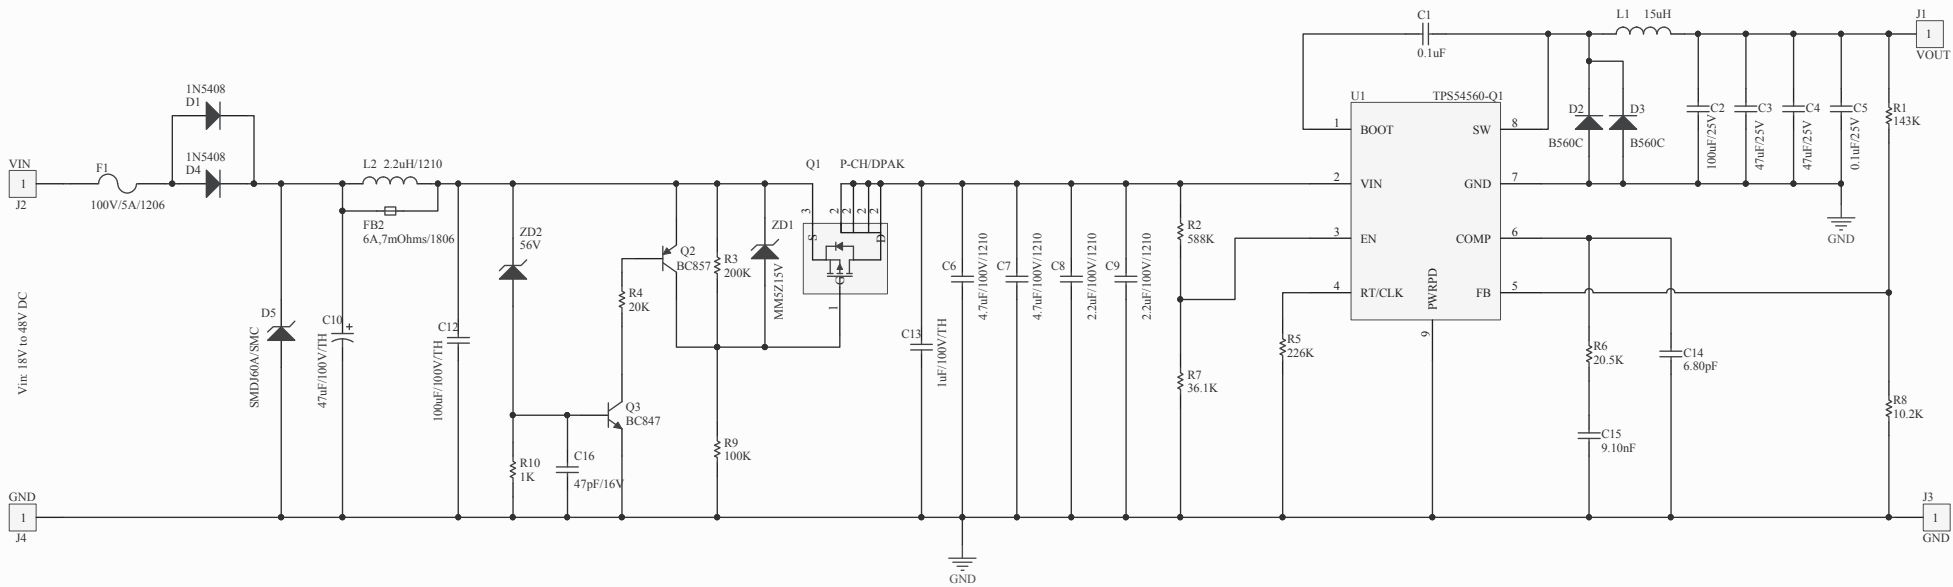 VIN
1
J2
Vin: 18V to 48V DC
GND
1
J4
F1
100V/5A/1206
1N5408
D1
1N5408
D4
D5
SMDJ60A/SMC
C10
+
47uF/100V/TH
L2 2.2uH/1210
FB2
6A,7mOhms/1806
C12
100uF/100V/TH
ZD2
56V
R10
1K
C16
47pF/16V
R4
20K
Q3
BC847
Q2
BC857
R3
200K
R9
100K
ZD1
MM5Z15V
Q1 P-CH/DPAK
3
2
2
2
2
S
D
G
1
C13
1uF/100V/TH
C6
4.7uF/100V/1210
C7
4.7uF/100V/1210
C8
2.2uF/100V/1210
C9
2.2uF/100V/1210
GND
R2
588K
R7
36.1K
R5
226K
C1
0.1uF
U1 TPS54560-Q1
1 BOOT SW 8
2 VIN GND 7
3 EN COMP 6
4 RT/CLK FB 5
PWRPD
9
D2
B560C
D3
B560C
L1 15uH
C2
100uF/25V
C3
47uF/25V
C4
47uF/25V
C5
0.1uF/25V
GND
R1
143K
R6
20.5K
C14
6.80pF
C15
9.10nF
R8
10.2K
J1
1
VOUT
J3
1
GND